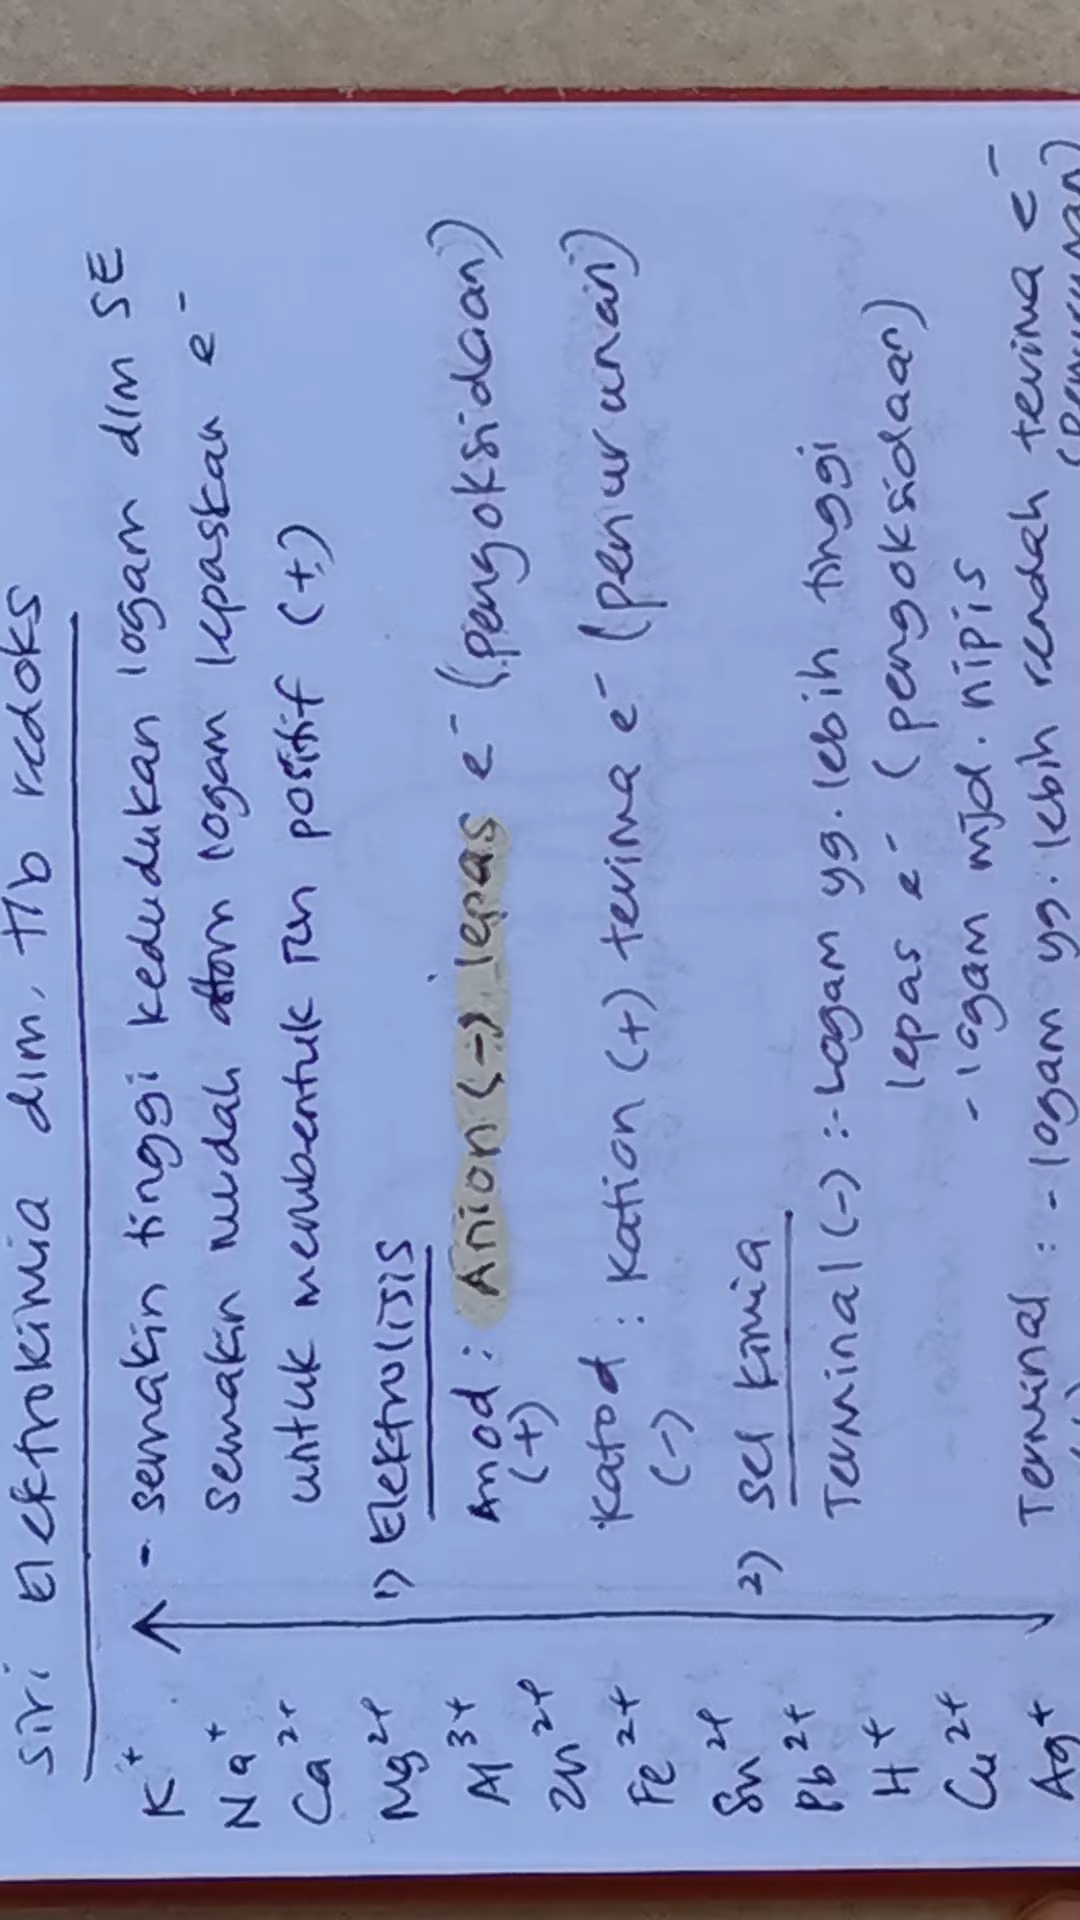 Siri Elektrokimia dlm. t/b redoks
K+ - semakin tinggi kedudukan logam dlm SE
Na+ semakin mudah atom logam lepaskan e-
Ca2+ untuk membentuk ion positif (+)
Mg2+ 1) Elektrolisis
Al3+ Anod : Anion (-) lepas e- (pengoksidaan)
(+)
Zn2+
Fe2+ Katod : Kation (+) terima e- (penurunan)
(-)
Sn2+ 2) Sel Kimia
Pb2+ Terminal (-) :- Logam yg. lebih tinggi
H+ lepas e- (pengoksidaan)
Cu2+ - logam mjd. nipis
Ag+ Terminal : - logam yg. lebih rendah terima e-
(penurunan)